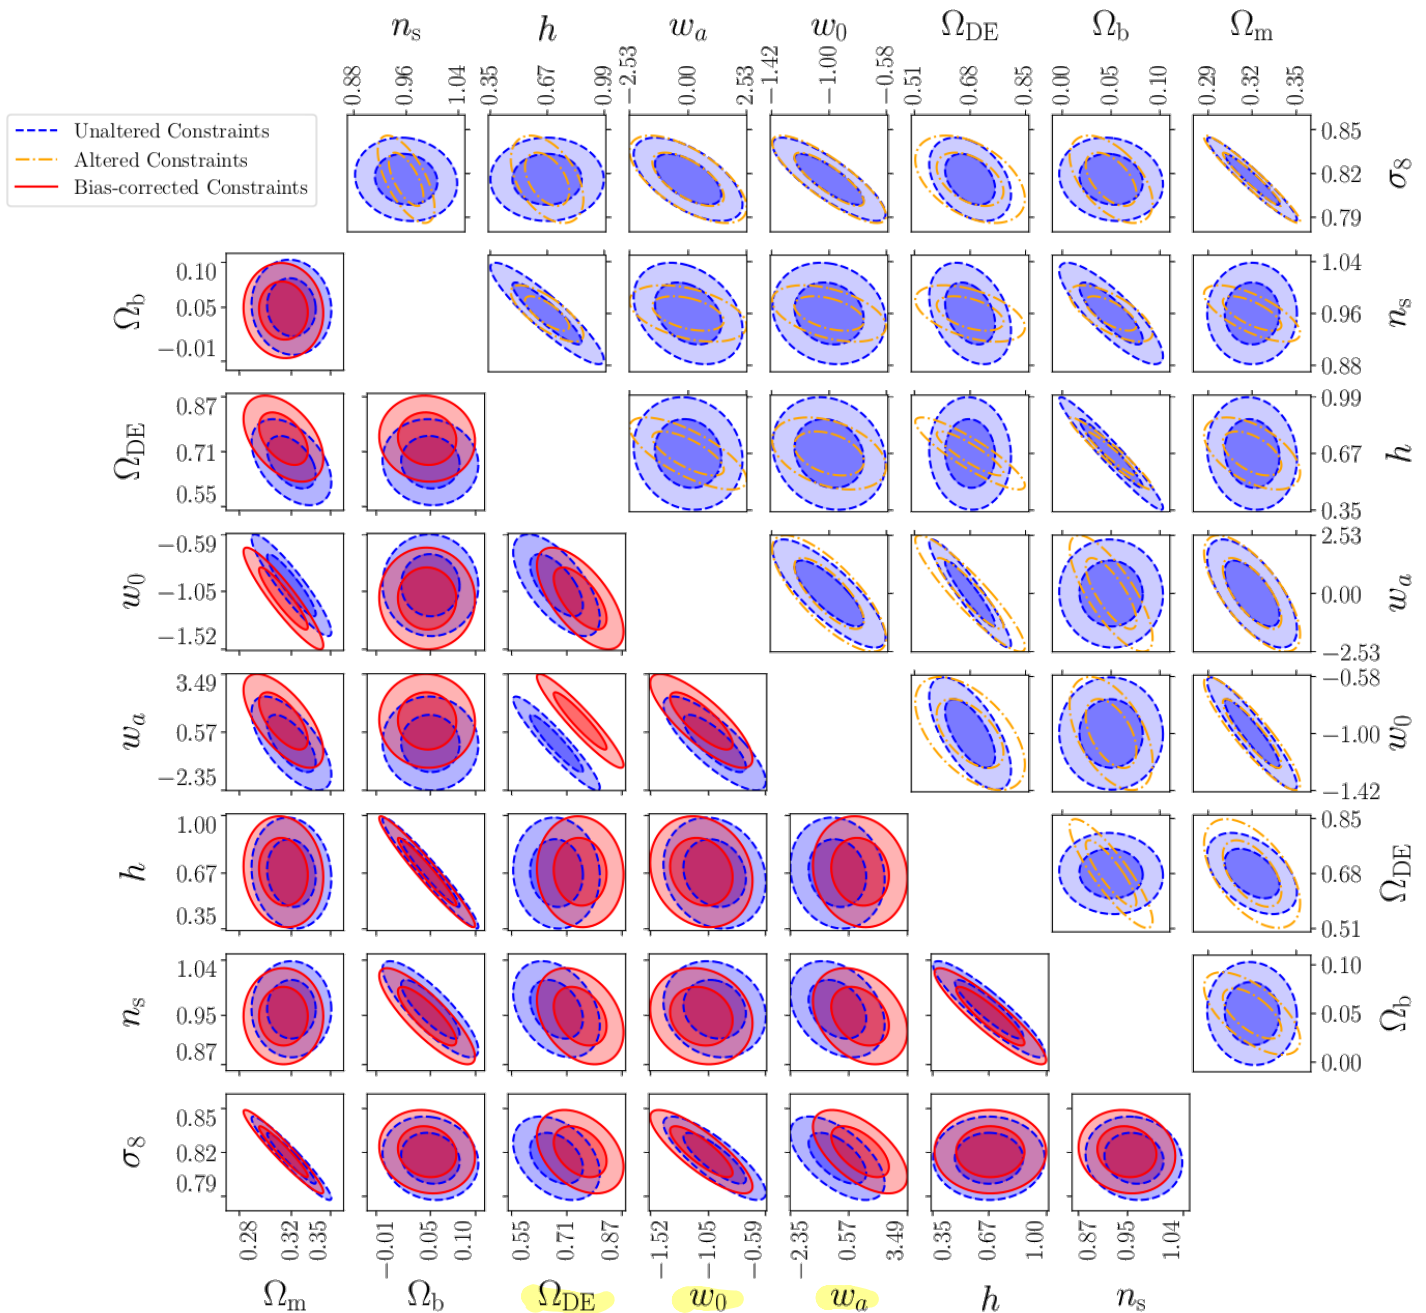 n_s h w_a w_0 Ω_DE Ω_b Ω_m
0.88 0.96 1.04 0.35 0.67 0.99 −2.53 0.00 2.53 −1.42 −1.00 −0.58 0.51 0.68 0.85 0.00 0.05 0.10 0.29 0.32 0.35
Unaltered Constraints
Altered Constraints
Bias-corrected Constraints
0.85
0.82 σ_8
0.79
0.10 1.04
Ω_b 0.05 0.96 n_s
−0.01 0.88
0.87 0.99
Ω_DE 0.71 0.67 h
0.55 0.35
−0.59 2.53
w_0 −1.05 0.00 w_a
−1.52 −2.53
3.49 −0.58
w_a 0.57 −1.00 w_0
−2.35 −1.42
1.00 0.85
h 0.67 0.68 Ω_DE
0.35 0.51
1.04 0.10
n_s 0.95 0.05 Ω_b
0.87 0.00
0.85
σ_8 0.82
0.79
0.28 0.32 0.35 −0.01 0.05 0.10 0.55 0.71 0.87 −1.52 −1.05 −0.59 −2.35 0.57 3.49 0.35 0.67 1.00 0.87 0.95 1.04
Ω_m Ω_b Ω_DE w_0 w_a h n_s